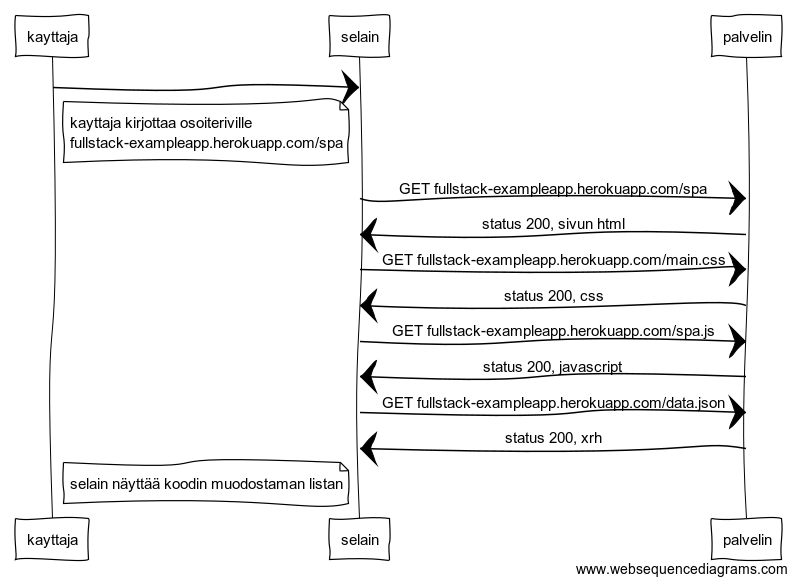 kayttaja
selain
palvelin
kayttaja kirjottaa osoiteriville
fullstack-exampleapp.herokuapp.com/spa
GET fullstack-exampleapp.herokuapp.com/spa
status 200, sivun html
GET fullstack-exampleapp.herokuapp.com/main.css
status 200, css
GET fullstack-exampleapp.herokuapp.com/spa.js
status 200, javascript
GET fullstack-exampleapp.herokuapp.com/data.json
status 200, xrh
selain näyttää koodin muodostaman listan
kayttaja
selain
palvelin
www.websequencediagrams.com